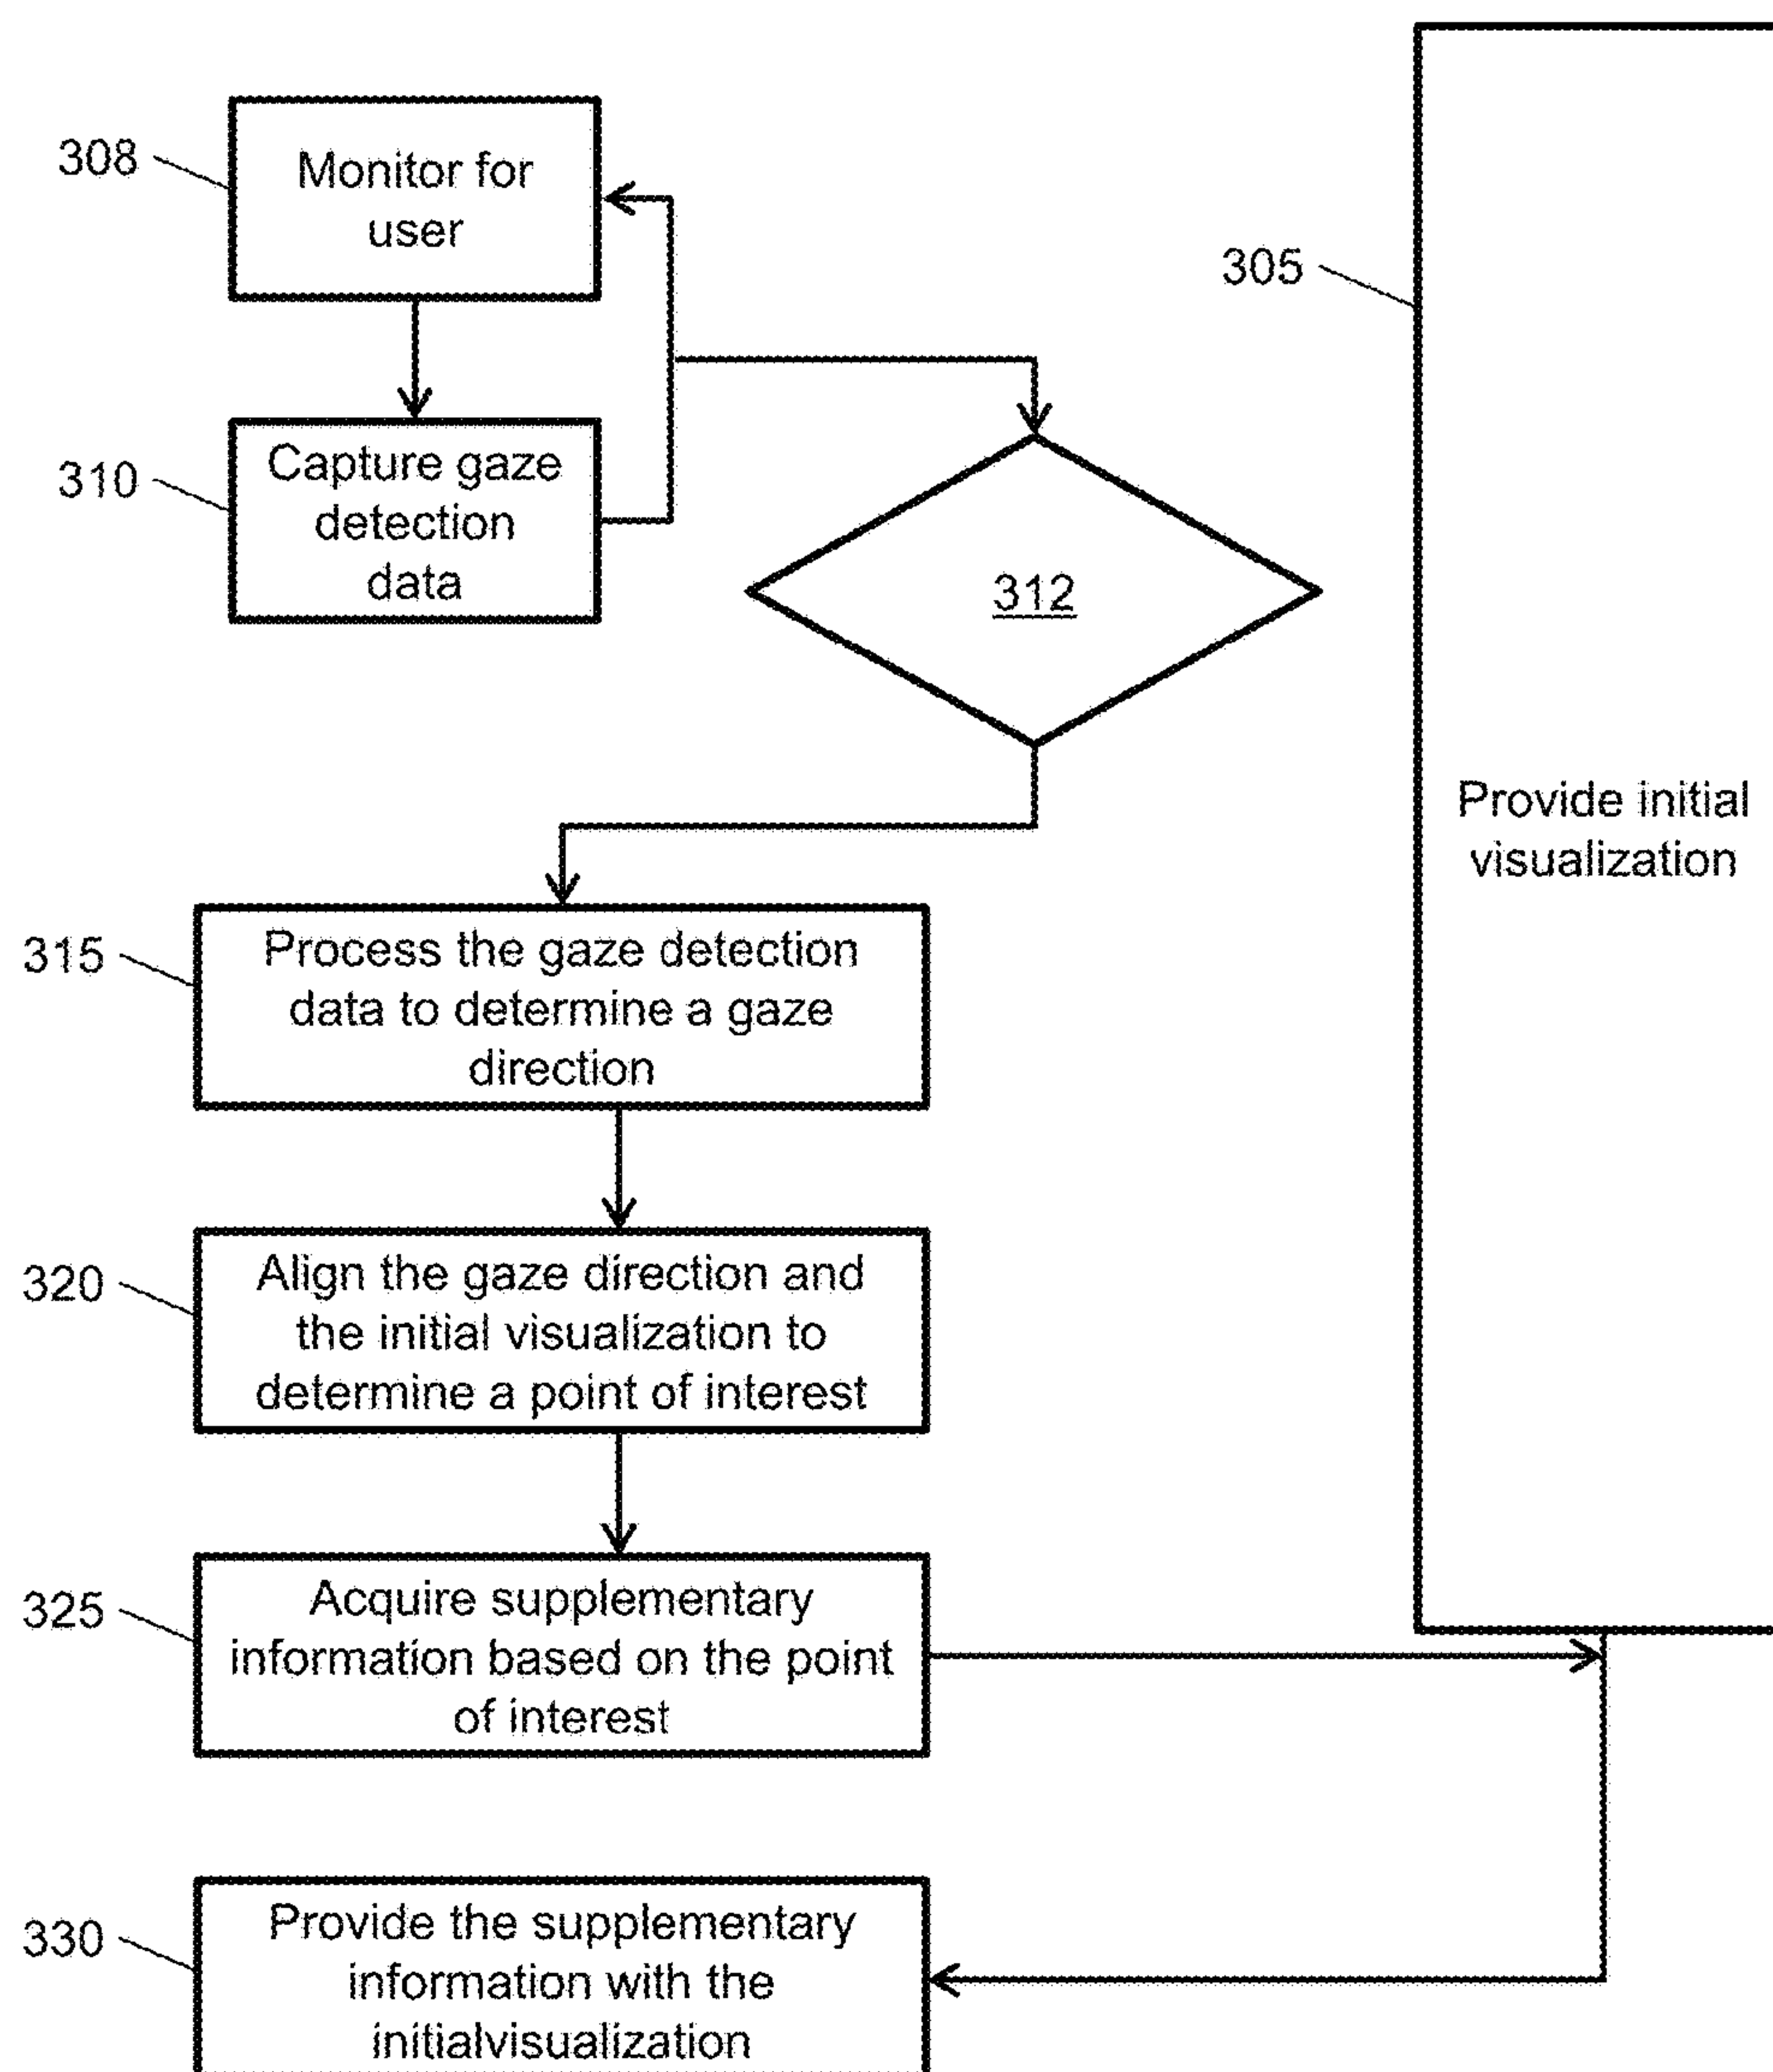 308
Monitor for
user
305
310
Capture gaze
detection
data
312
Provide initial
visualization
315
Process the gaze detection
data to determine a gaze
direction
320
Align the gaze direction and
the initial visualization to
determine a point of interest
325
Acquire supplementary
information based on the point
of interest
330
Provide the supplementary
information with the
initialvisualization